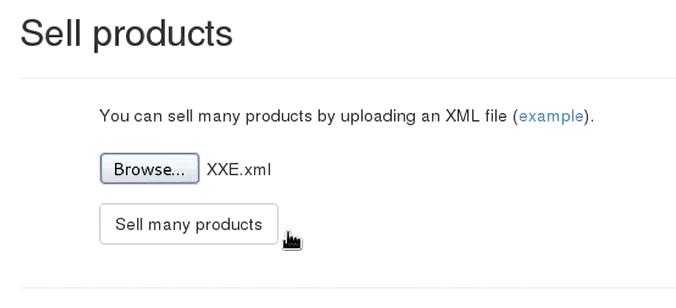 Sell products
You can sell many products by uploading an XML file (example).
Browse... XXE.xml
Sell many products